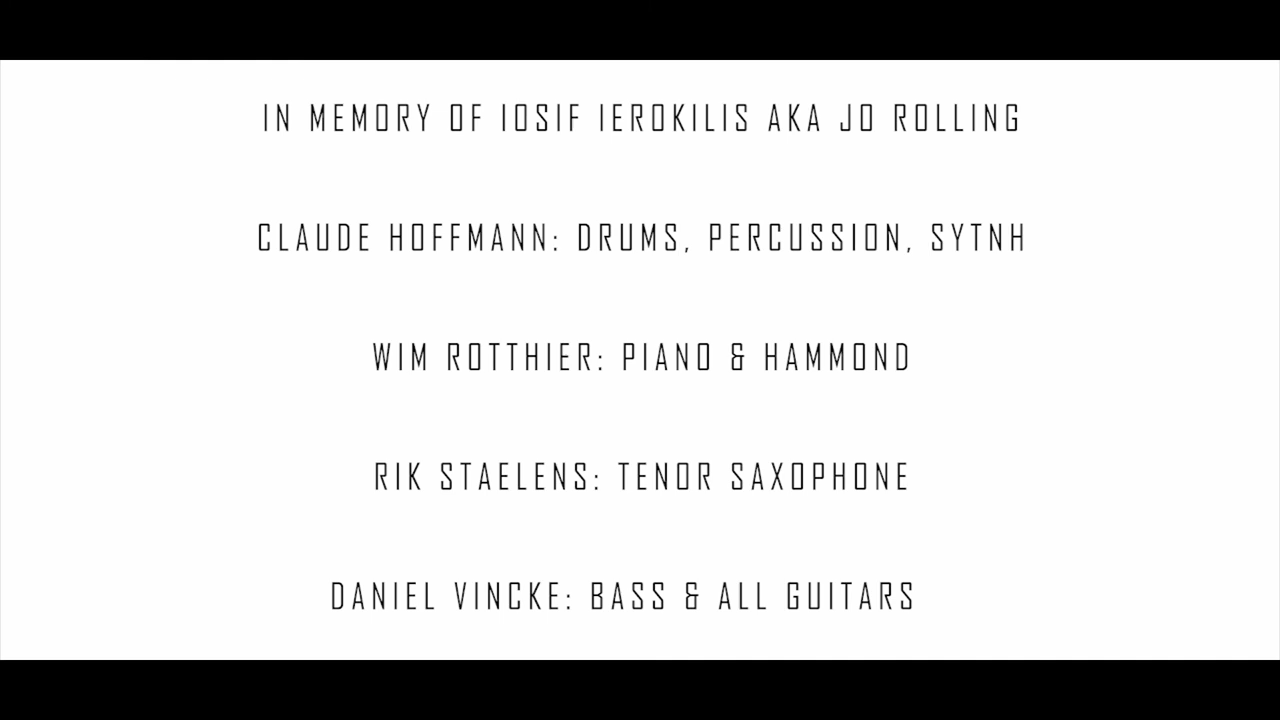 IN MEMORY OF IOSIF IEROKILIS AKA JO ROLLING
CLAUDE HOFFMANN: DRUMS, PERCUSSION, SYTNH
WIM ROTTHIER: PIANO & HAMMOND
RIK STAELENS: TENOR SAXOPHONE
DANIEL VINCKE: BASS & ALL GUITARS